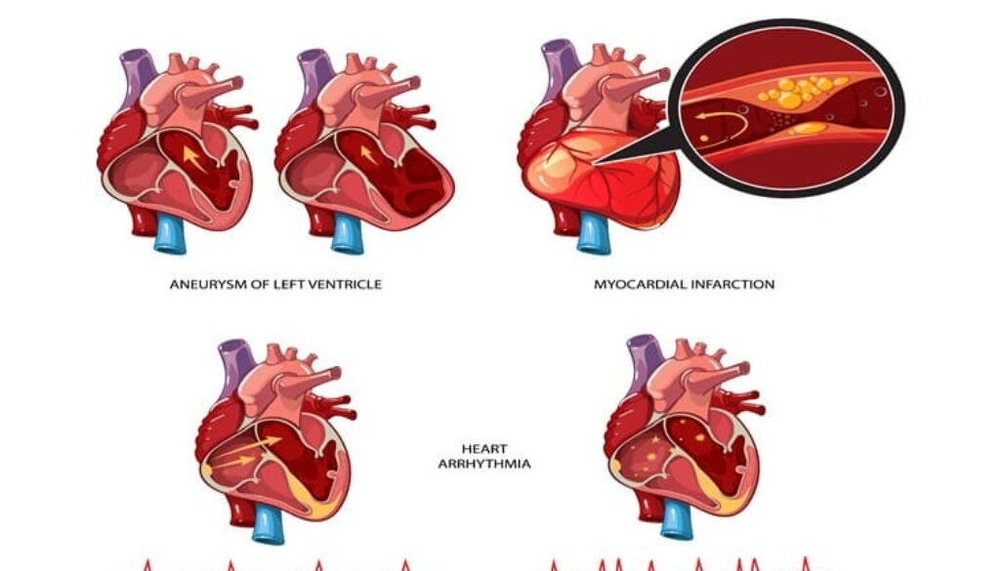 ANEURYSM OF LEFT VENTRICLE
MYOCARDIAL INFARCTION
HEART
ARRHYTHMIA